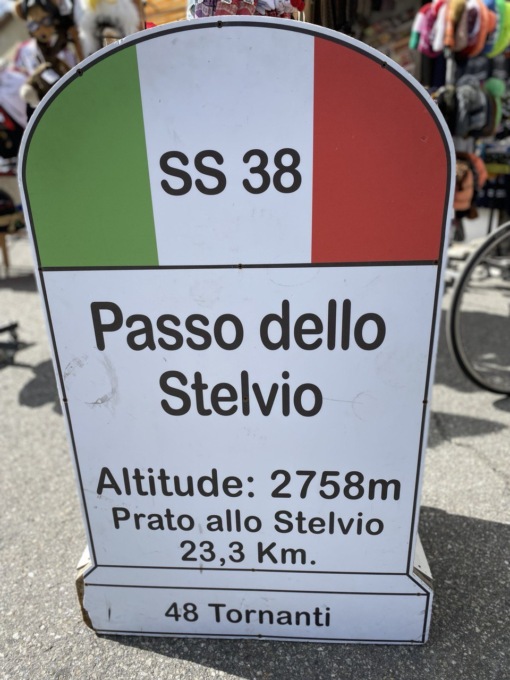 SS 38
Passo dello
Stelvio
Altitude: 2758m
Prato allo Stelvio
23,3 Km.
48 Tornanti